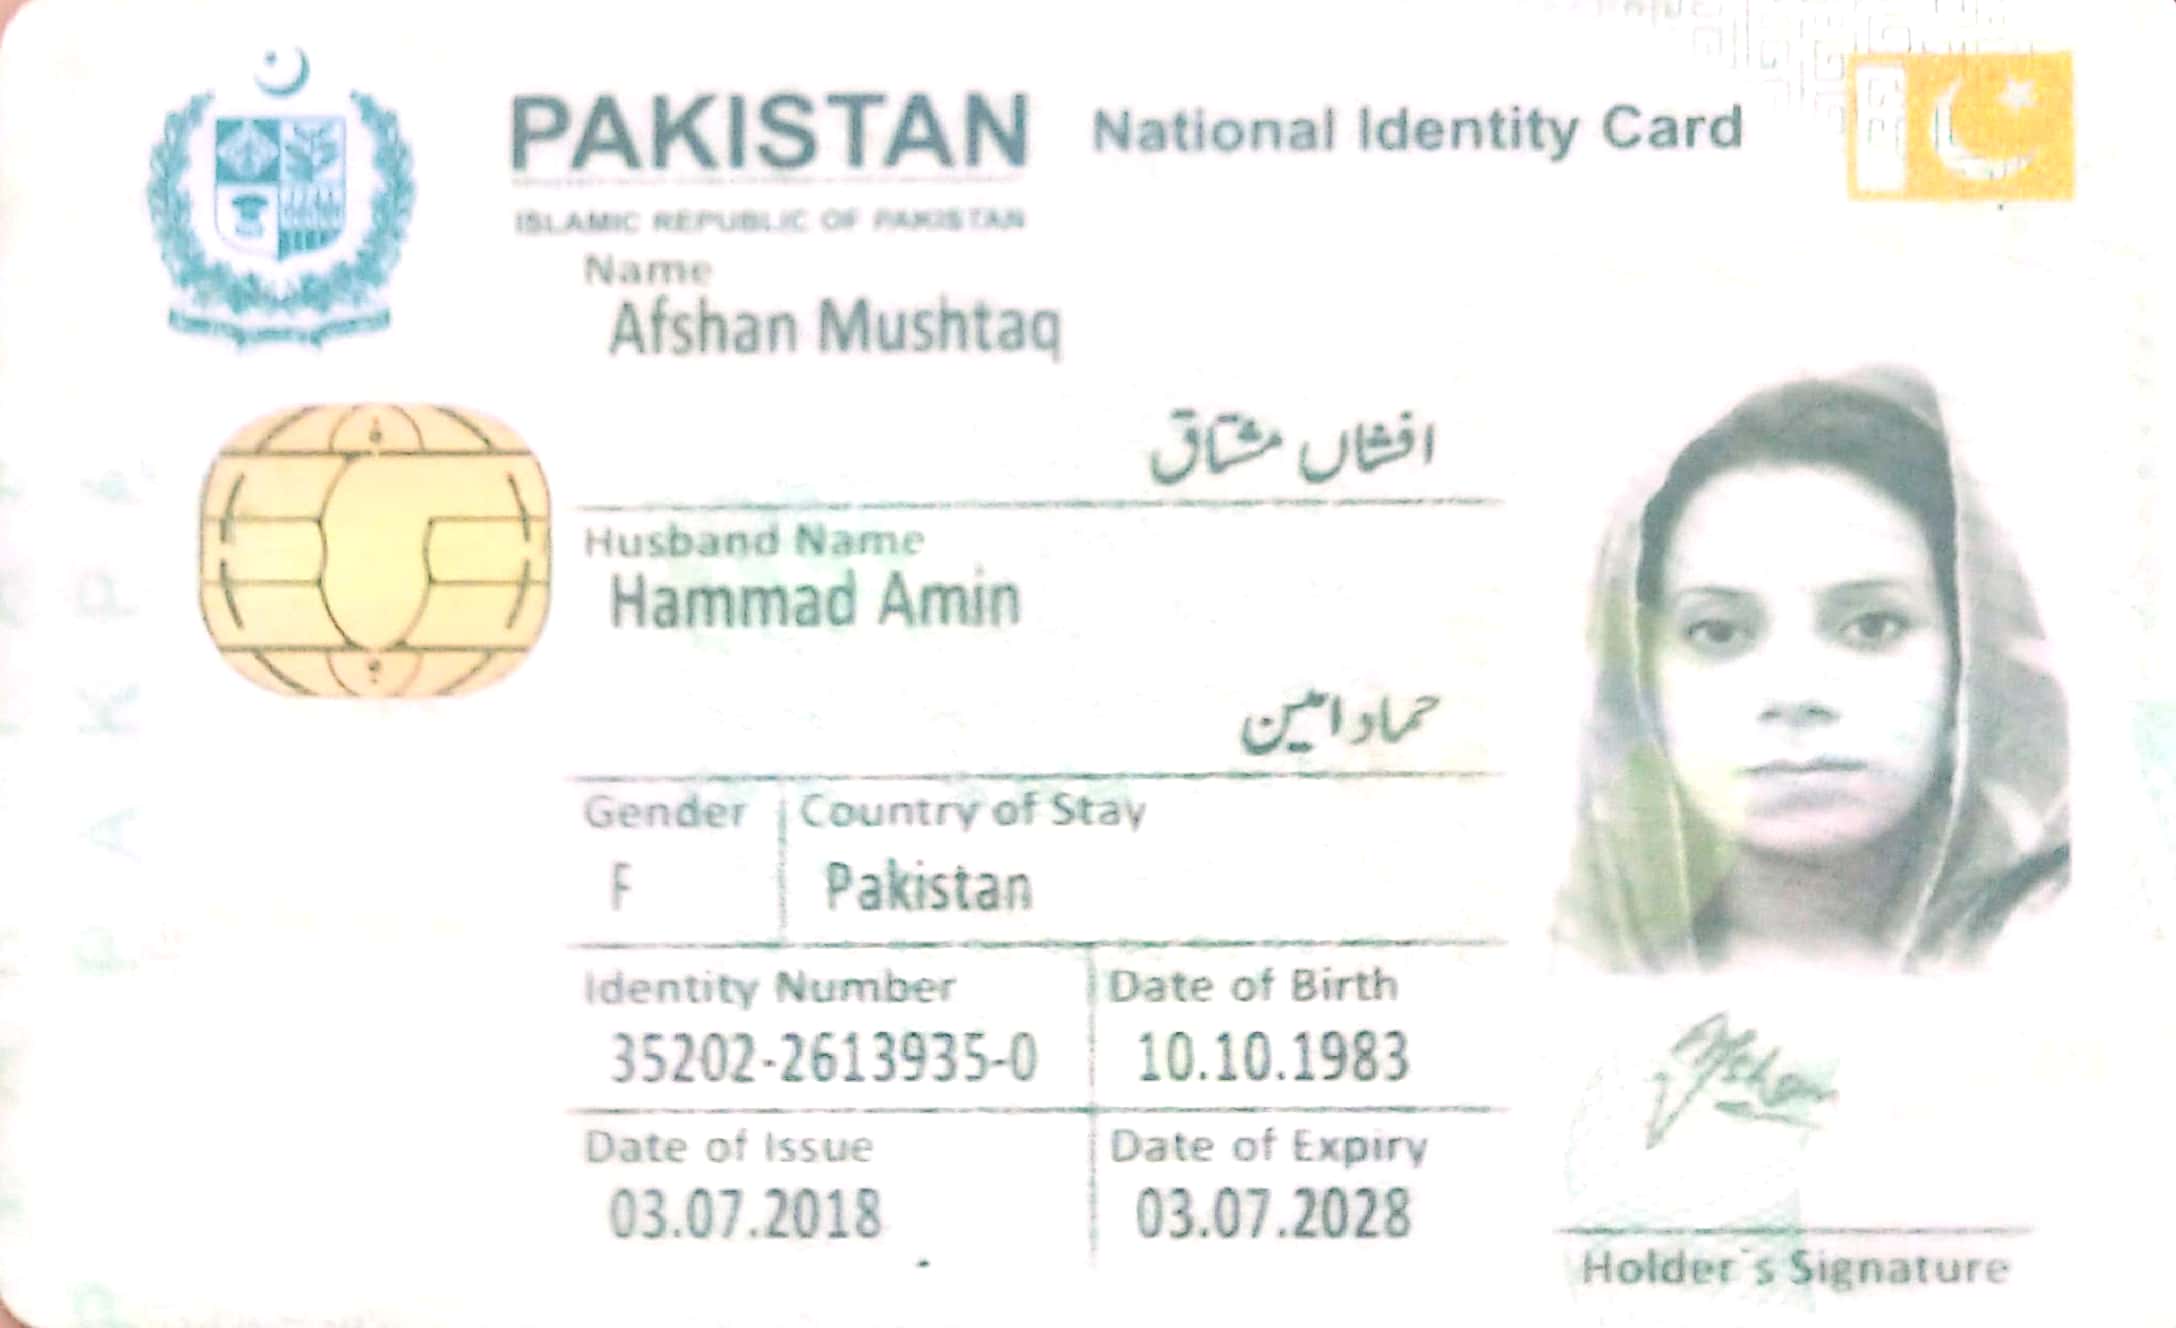 PAKISTAN National Identity Card
ISLAMIC REPUBLIC OF PAKISTAN
Name
Afshan Mushtaq
افشاں مشتاق
Husband Name
Hammad Amin
حماد امین
Gender Country of Stay
F Pakistan
Identity Number Date of Birth
35202-2613935-0 10.10.1983
Date of Issue Date of Expiry
03.07.2018 03.07.2028
Afshan
Holder`s Signature